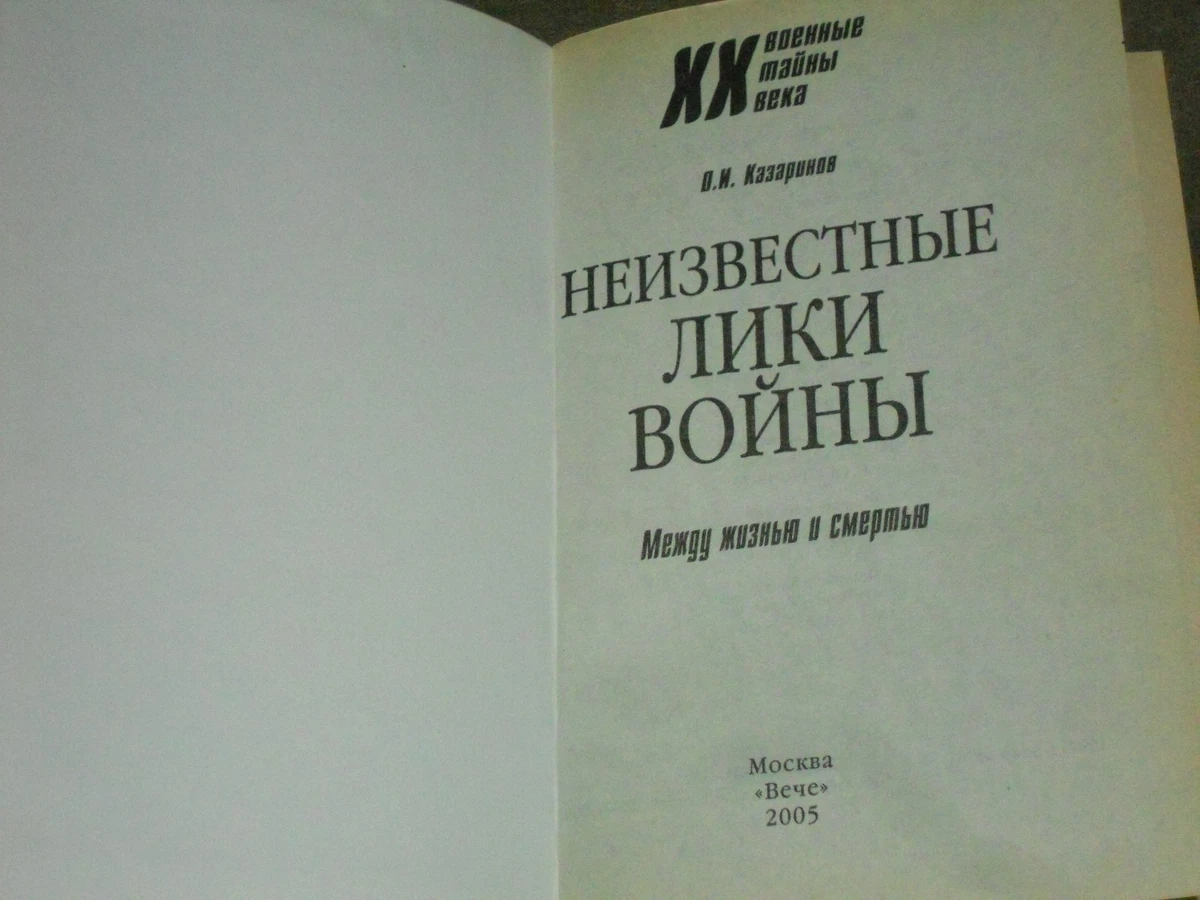 XX
военные
тайны
века
О.И. Казаринов
НЕИЗВЕСТНЫЕ
ЛИКИ
ВОЙНЫ
Между жизнью и смертью
Москва
«Вече»
2005